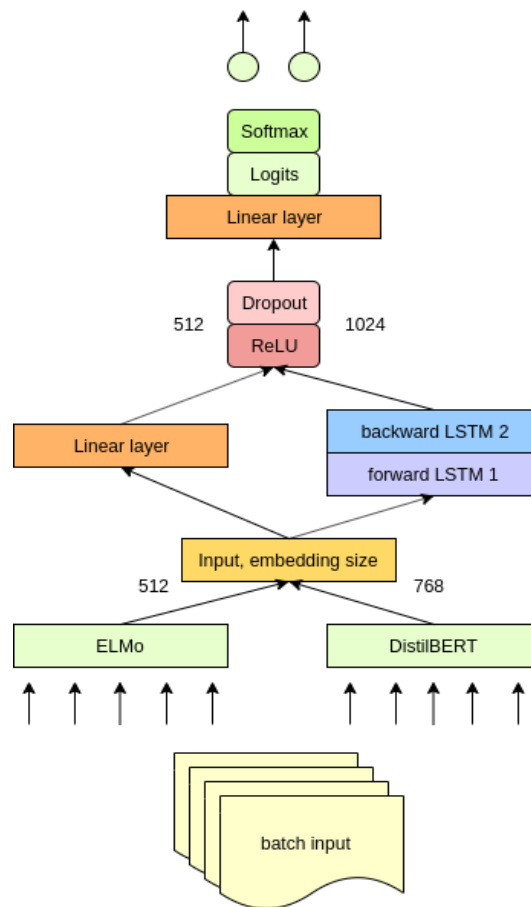 Softmax
Logits
Linear layer
Dropout
512
1024
ReLU
Linear layer
backward LSTM 2
forward LSTM 1
Input, embedding size
512
768
ELMo
DistilBERT
batch input